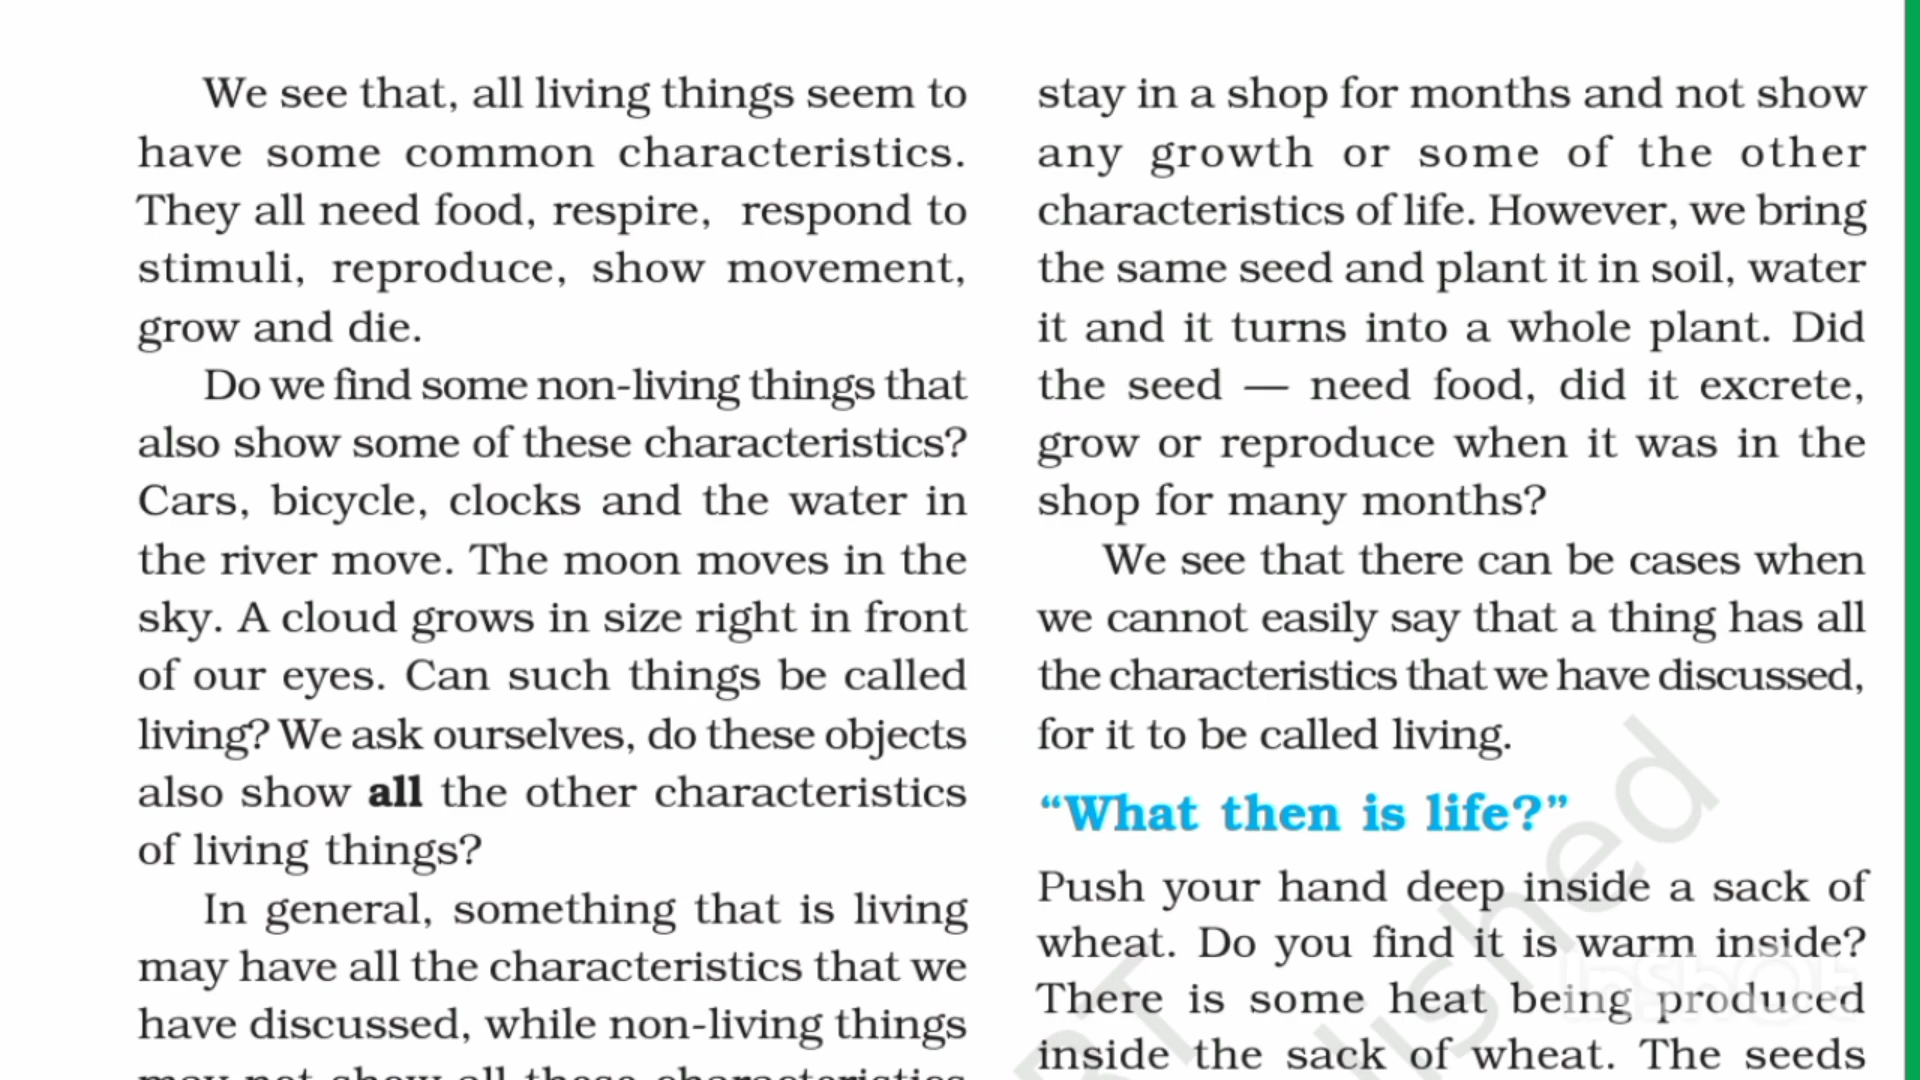 We see that, all living things seem to
have some common characteristics.
They all need food, respire, respond to
stimuli, reproduce, show movement,
grow and die.
Do we find some non-living things that
also show some of these characteristics?
Cars, bicycle, clocks and the water in
the river move. The moon moves in the
sky. A cloud grows in size right in front
of our eyes. Can such things be called
living? We ask ourselves, do these objects
also show all the other characteristics
of living things?
In general, something that is living
may have all the characteristics that we
have discussed, while non-living things
may not show all these characteristics
stay in a shop for months and not show
any growth or some of the other
characteristics of life. However, we bring
the same seed and plant it in soil, water
it and it turns into a whole plant. Did
the seed — need food, did it excrete,
grow or reproduce when it was in the
shop for many months?
We see that there can be cases when
we cannot easily say that a thing has all
the characteristics that we have discussed,
for it to be called living.
“What then is life?”
Push your hand deep inside a sack of
wheat. Do you find it is warm inside?
There is some heat being produced
inside the sack of wheat. The seeds